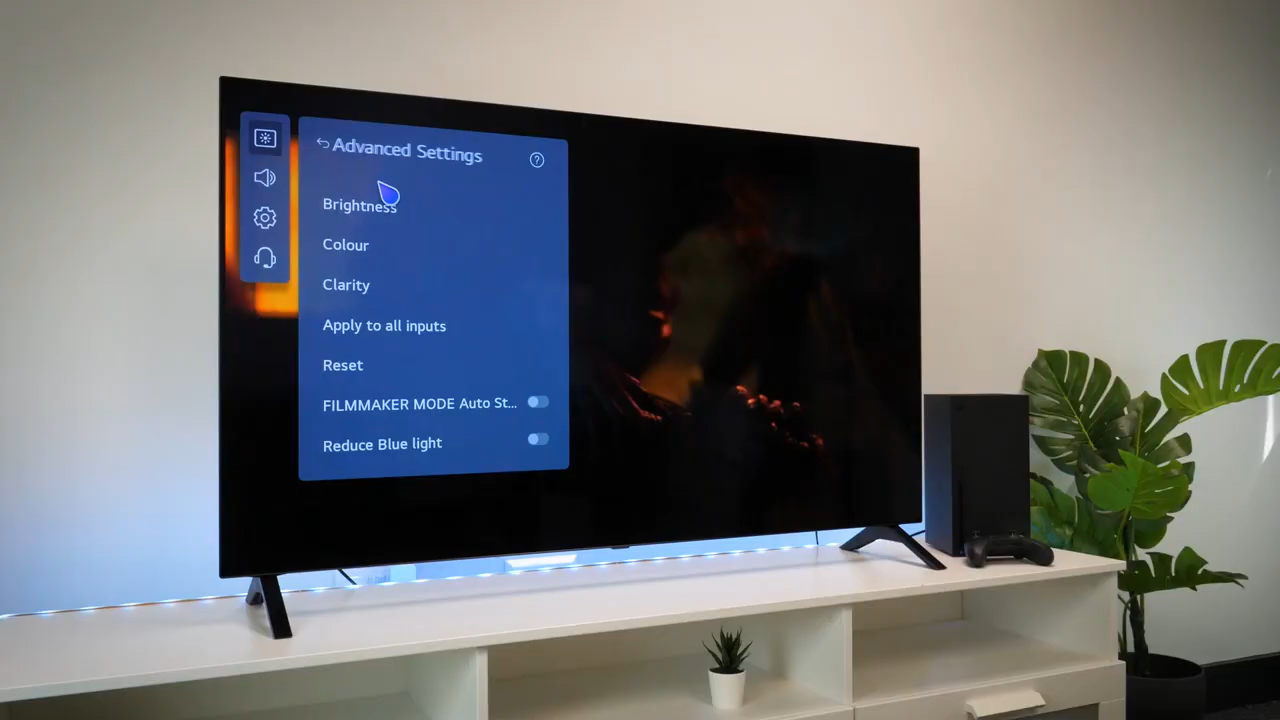 Advanced Settings
Brightness
Colour
Clarity
Apply to all inputs
Reset
FILMMAKER MODE Auto St...
Reduce Blue light